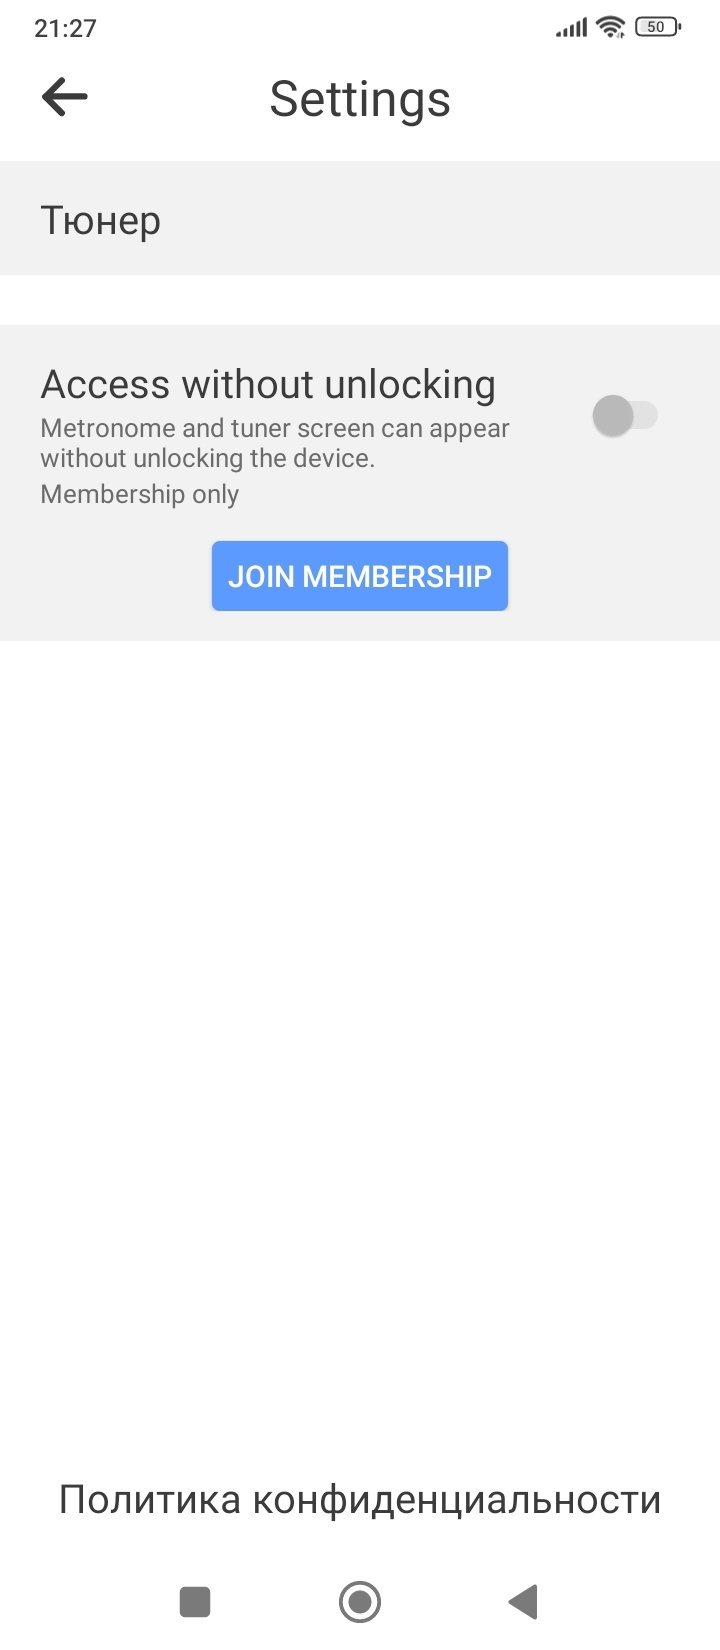 21:27
50
Settings
Тюнер
Access without unlocking
Metronome and tuner screen can appear
without unlocking the device.
Membership only
JOIN MEMBERSHIP
Политика конфиденциальности